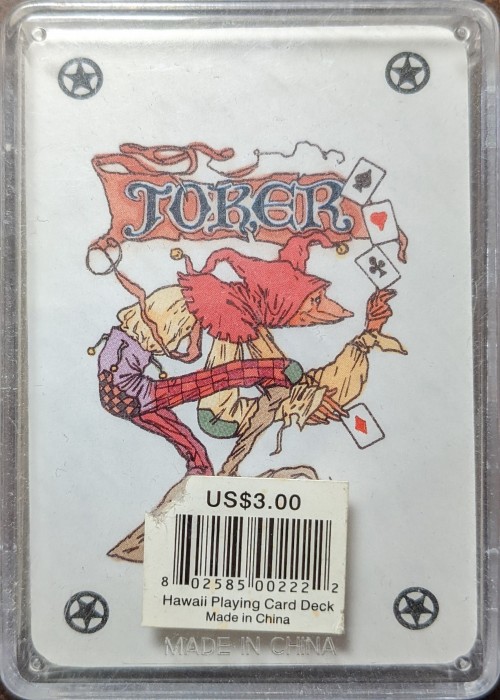 JOKER
US$3.00
8 02585 00222 2
Hawaii Playing Card Deck
Made in China
MADE IN CHINA